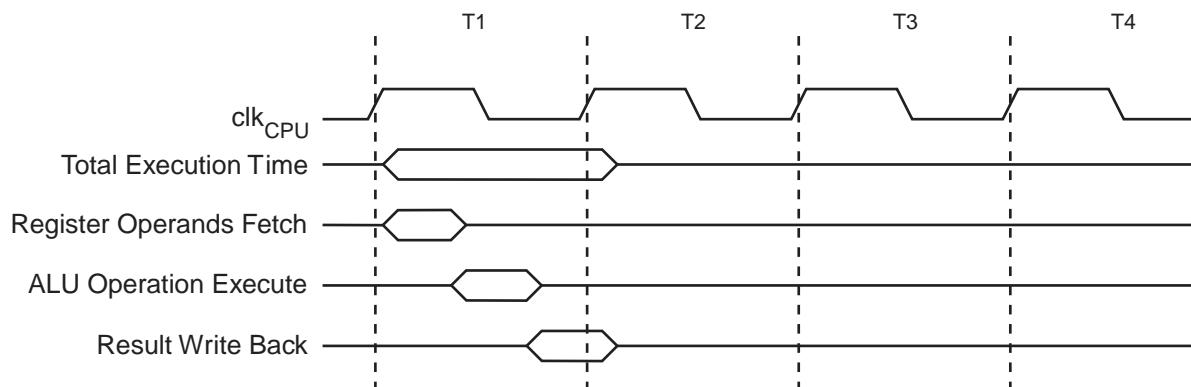 T1 T2 T3 T4
clkCPU
Total Execution Time
Register Operands Fetch
ALU Operation Execute
Result Write Back